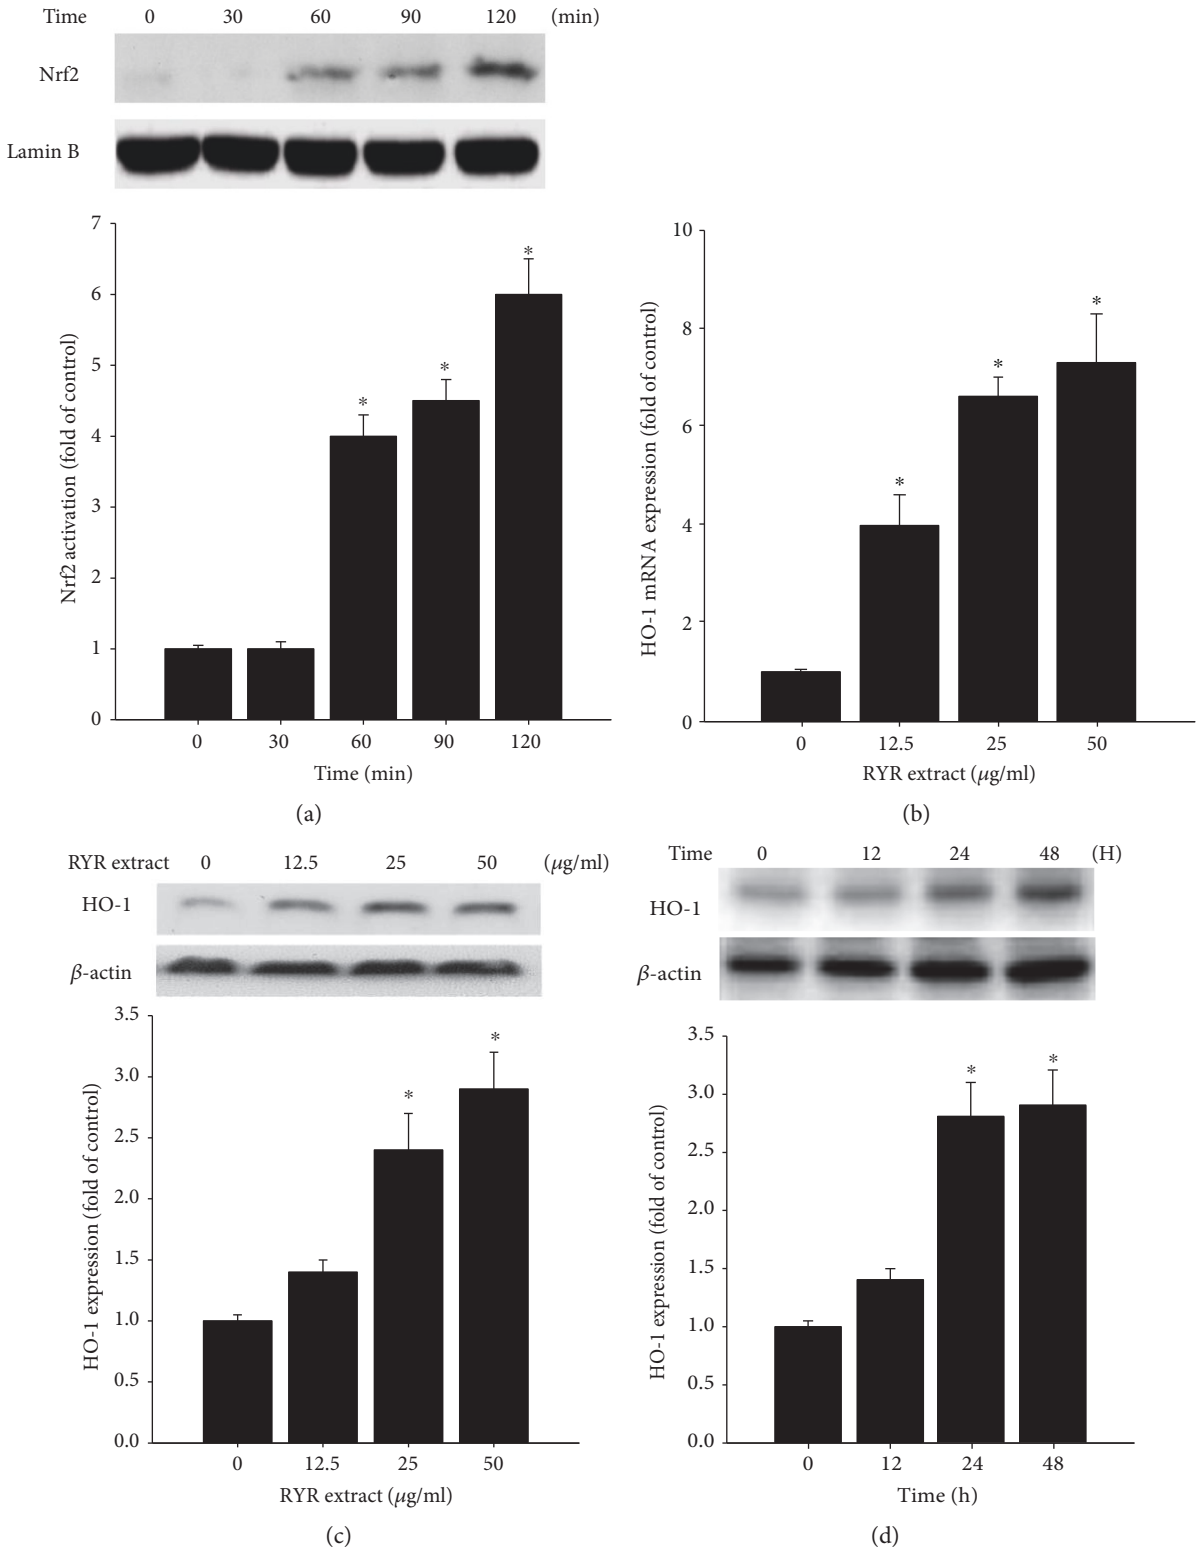 Time 0 30 60 90 120 (min)
Nrf2
Lamin B
7
6
5
4
3
2
1
0
Nrf2 activation (fold of control)
* * *
0 30 60 90 120
Time (min)
(a)
10
8
6
4
2
0
HO-1 mRNA expression (fold of control)
* * *
0 12.5 25 50
RYR extract (μg/ml)
(b)
RYR extract 0 12.5 25 50 (μg/ml)
HO-1
β-actin
3.5
3.0
2.5
2.0
1.5
1.0
0.5
0.0
HO-1 expression (fold of control)
* *
0 12.5 25 50
RYR extract (μg/ml)
(c)
Time 0 12 24 48 (H)
HO-1
β-actin
3.5
3.0
2.5
2.0
1.5
1.0
0.5
0.0
HO-1 expression (fold of control)
* *
0 12 24 48
Time (h)
(d)